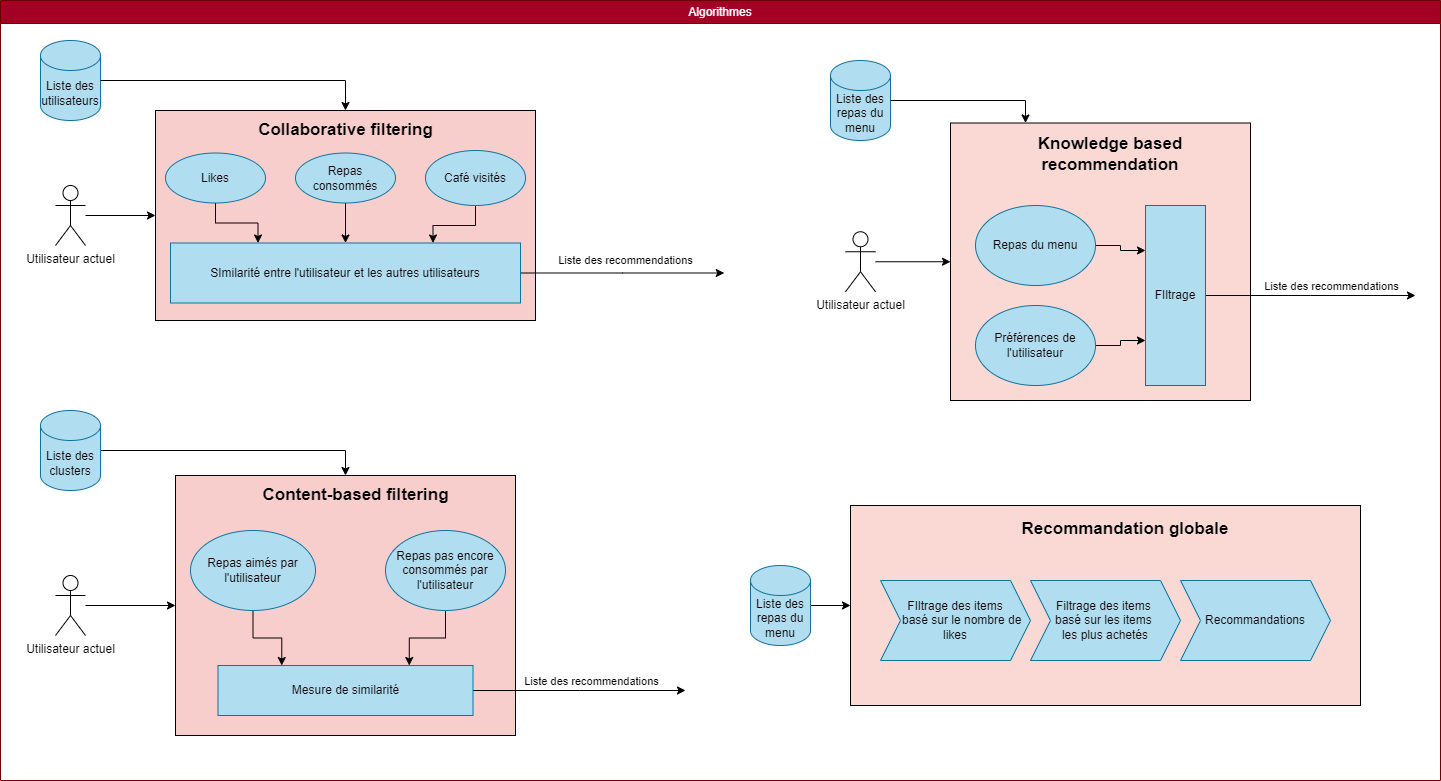 Algorithmes
Liste des
utilisateurs
Collaborative filtering
Likes
Repas
consommés
Café visités
Utilisateur actuel
SImilarité entre l'utilisateur et les autres utilisateurs
Liste des recommendations
Liste des
repas du
menu
Knowledge based
recommendation
Repas du menu
Utilisateur actuel
FIltrage
Préférences de
l'utilisateur
Liste des recommendations
Liste des
clusters
Content-based filtering
Repas aimés par
l'utilisateur
Repas pas encore
consommés par
l'utilisateur
Utilisateur actuel
Mesure de similarité
Liste des recommendations
Recommandation globale
Liste des
repas du
menu
FIltrage des items
basé sur le nombre de
likes
Filtrage des items
basé sur les items
les plus achetés
Recommandations